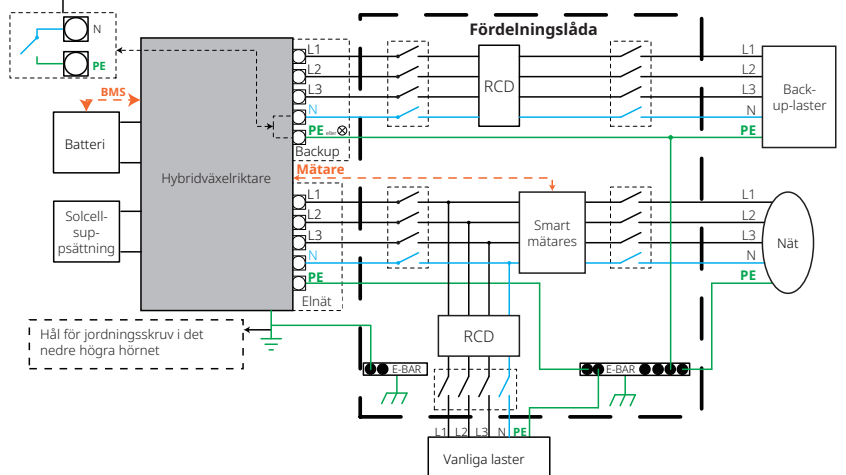 N
PE
BMS
Batteri
Solcell-
sup-
psättning
Hybridväxelriktare
Hål för jordningsskruv i det
nedre högra hörnet
L1
L2
L3
N
PE eller
Backup
Mätare
L1
L2
L3
N
PE
Elnät
Fördelningslåda
RCD
L1
L2
L3
N
PE
Back-
up-laster
Smart
mätares
L1
L2
L3
N
PE
Nät
RCD
E-BAR
E-BAR
L1 L2 L3 N PE
Vanliga laster